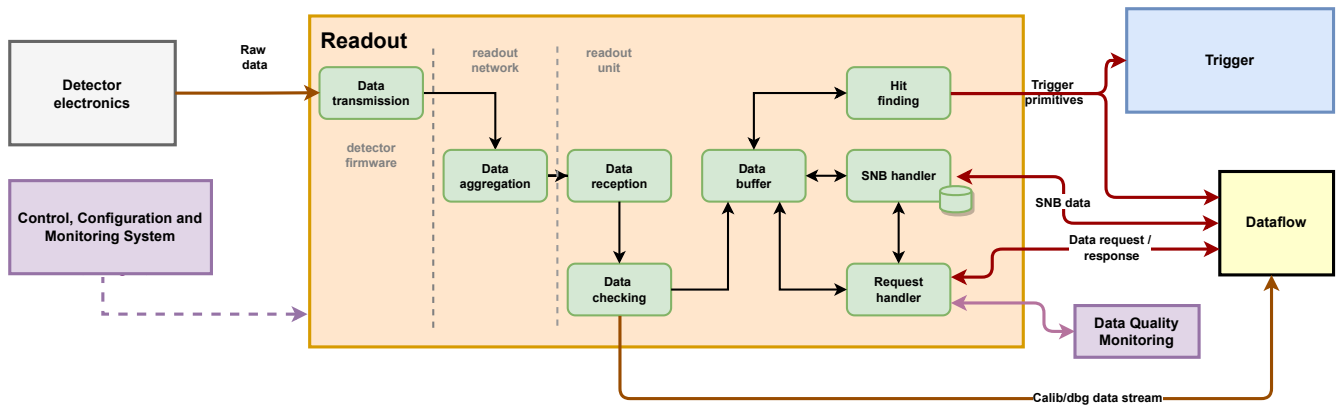 Readout
Detector
electronics
Raw
data
Data
transmission
detector
firmware
readout
network
readout
unit
Data
aggregation
Data
reception
Data
checking
Data
buffer
Hit
finding
SNB handler
Request
handler
Trigger
primitives
Trigger
SNB data
Data request /
response
Dataflow
Control, Configuration and
Monitoring System
Data Quality
Monitoring
Calib/dbg data stream